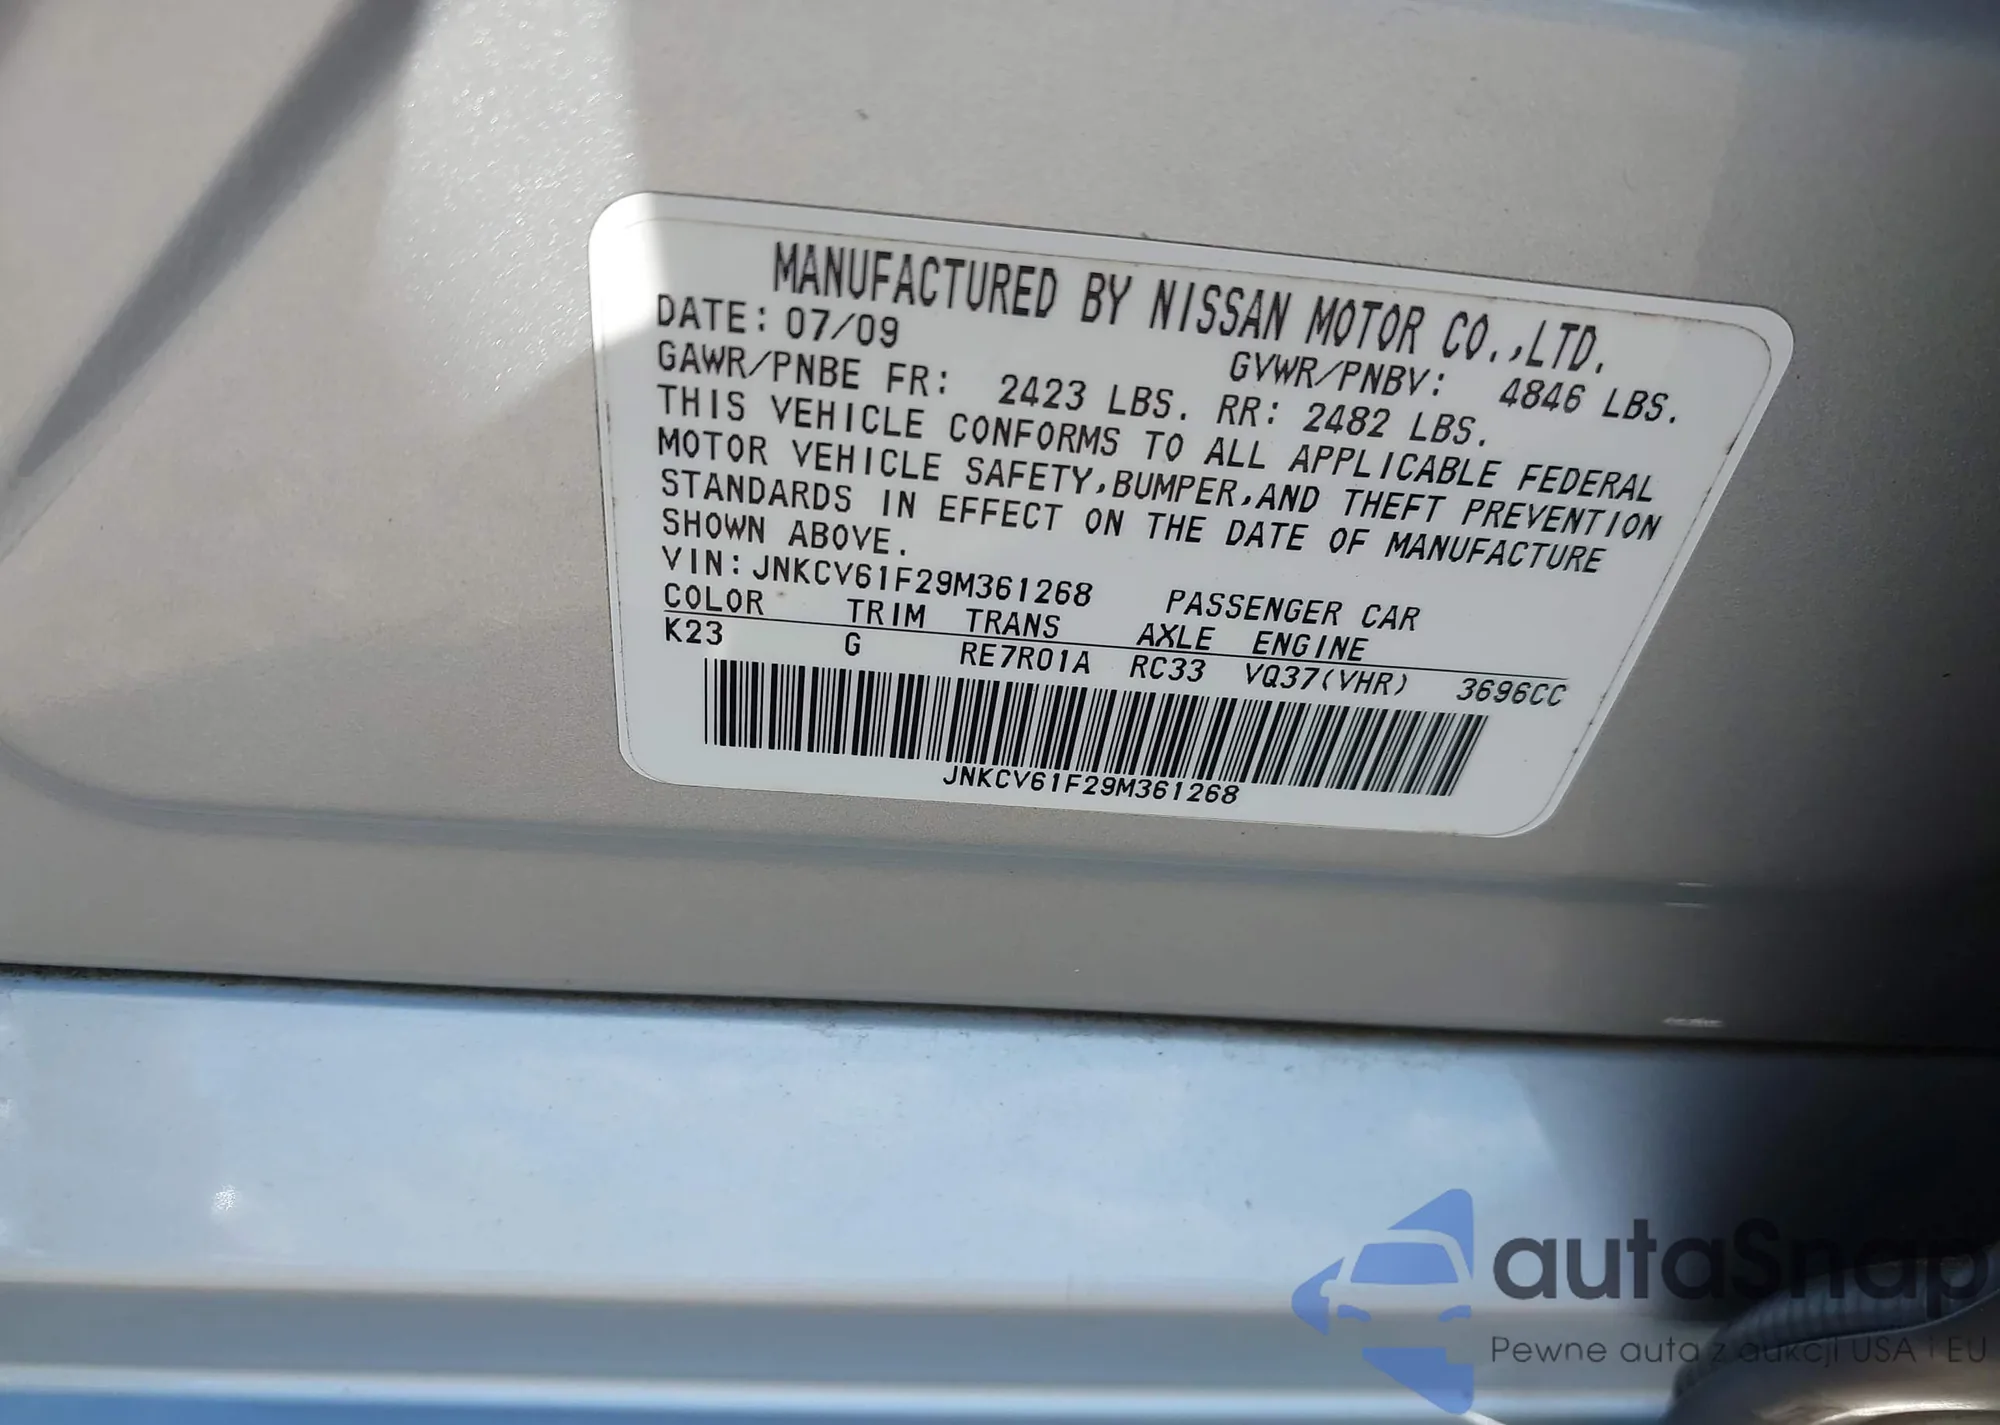 MANUFACTURED BY NISSAN MOTOR CO.,LTD.
DATE: 07/09 GVWR/PNBV: 4846 LBS.
GAWR/PNBE FR: 2423 LBS. RR: 2482 LBS.
THIS VEHICLE CONFORMS TO ALL APPLICABLE FEDERAL
MOTOR VEHICLE SAFETY,BUMPER,AND THEFT PREVENTION
STANDARDS IN EFFECT ON THE DATE OF MANUFACTURE
SHOWN ABOVE.
VIN: JNKCV61F29M361268 PASSENGER CAR
COLOR TRIM TRANS AXLE ENGINE
K23 G RE7R01A RC33 VQ37(VHR) 3696CC
JNKCV61F29M361268
autaSnap
Pewne auta z aukcji USA i EU